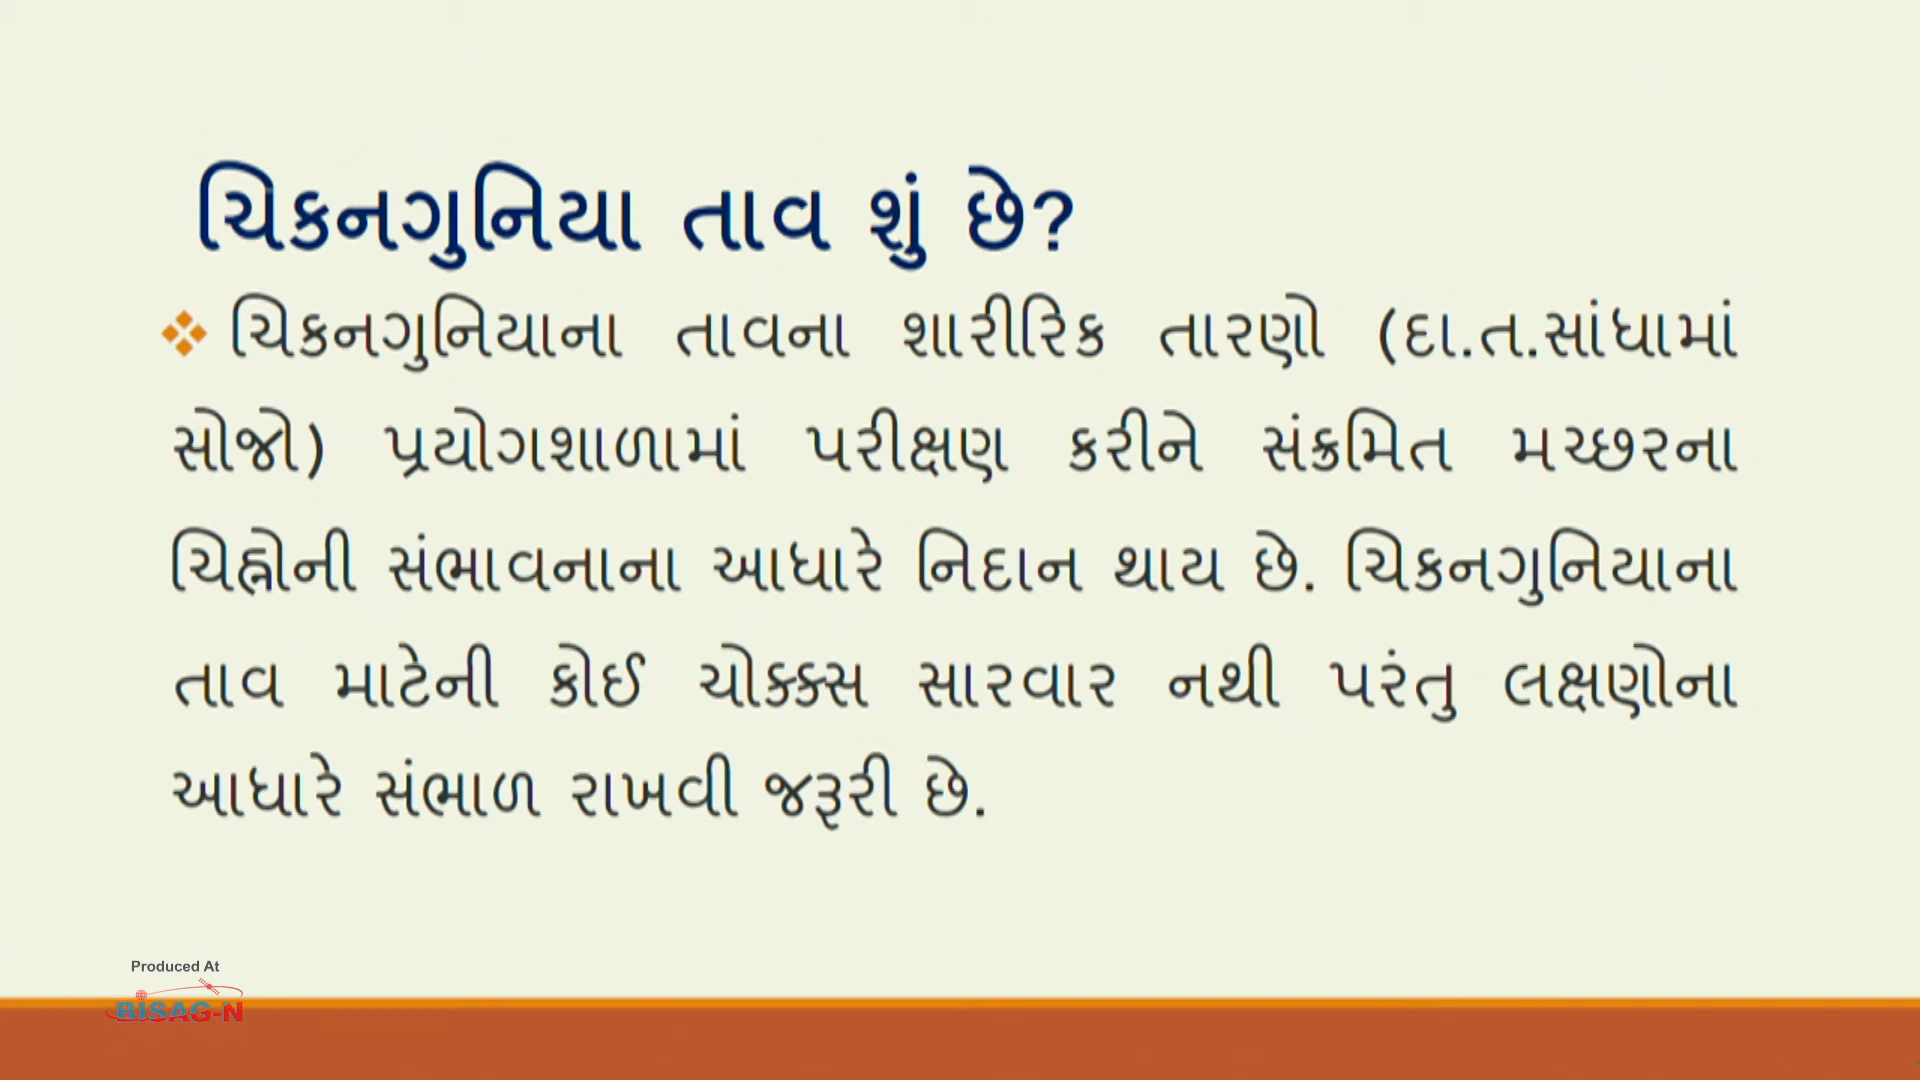 ચિકનગુનિયા તાવ શું છે?
❖ ચિકનગુનિયાના તાવના શારીરિક તારણો (દા.ત.સાંધામાં
સોજો) પ્રયોગશાળામાં પરીક્ષણ કરીને સંક્રમિત મચ્છરના
ચિહ્નોની સંભાવનાના આધારે નિદાન થાય છે. ચિકનગુનિયાના
તાવ માટેની કોઈ ચોક્ક્સ સારવાર નથી પરંતુ લક્ષણોના
આધારે સંભાળ રાખવી જરૂરી છે.
Produced At
BISAG-N